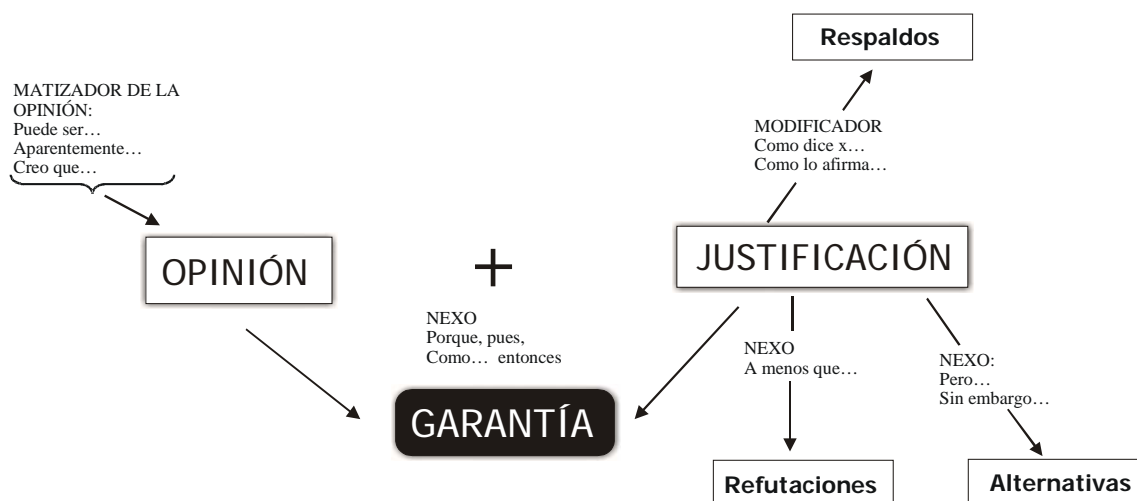 Respaldos
MATIZADOR DE LA
OPINIÓN:
Puede ser…
Aparentemente…
Creo que…
MODIFICADOR
Como dice x…
Como lo afirma…
OPINIÓN
+
JUSTIFICACIÓN
NEXO
Porque, pues,
Como… entonces
NEXO
A menos que…
NEXO:
Pero…
Sin embargo…
GARANTÍA
Refutaciones
Alternativas